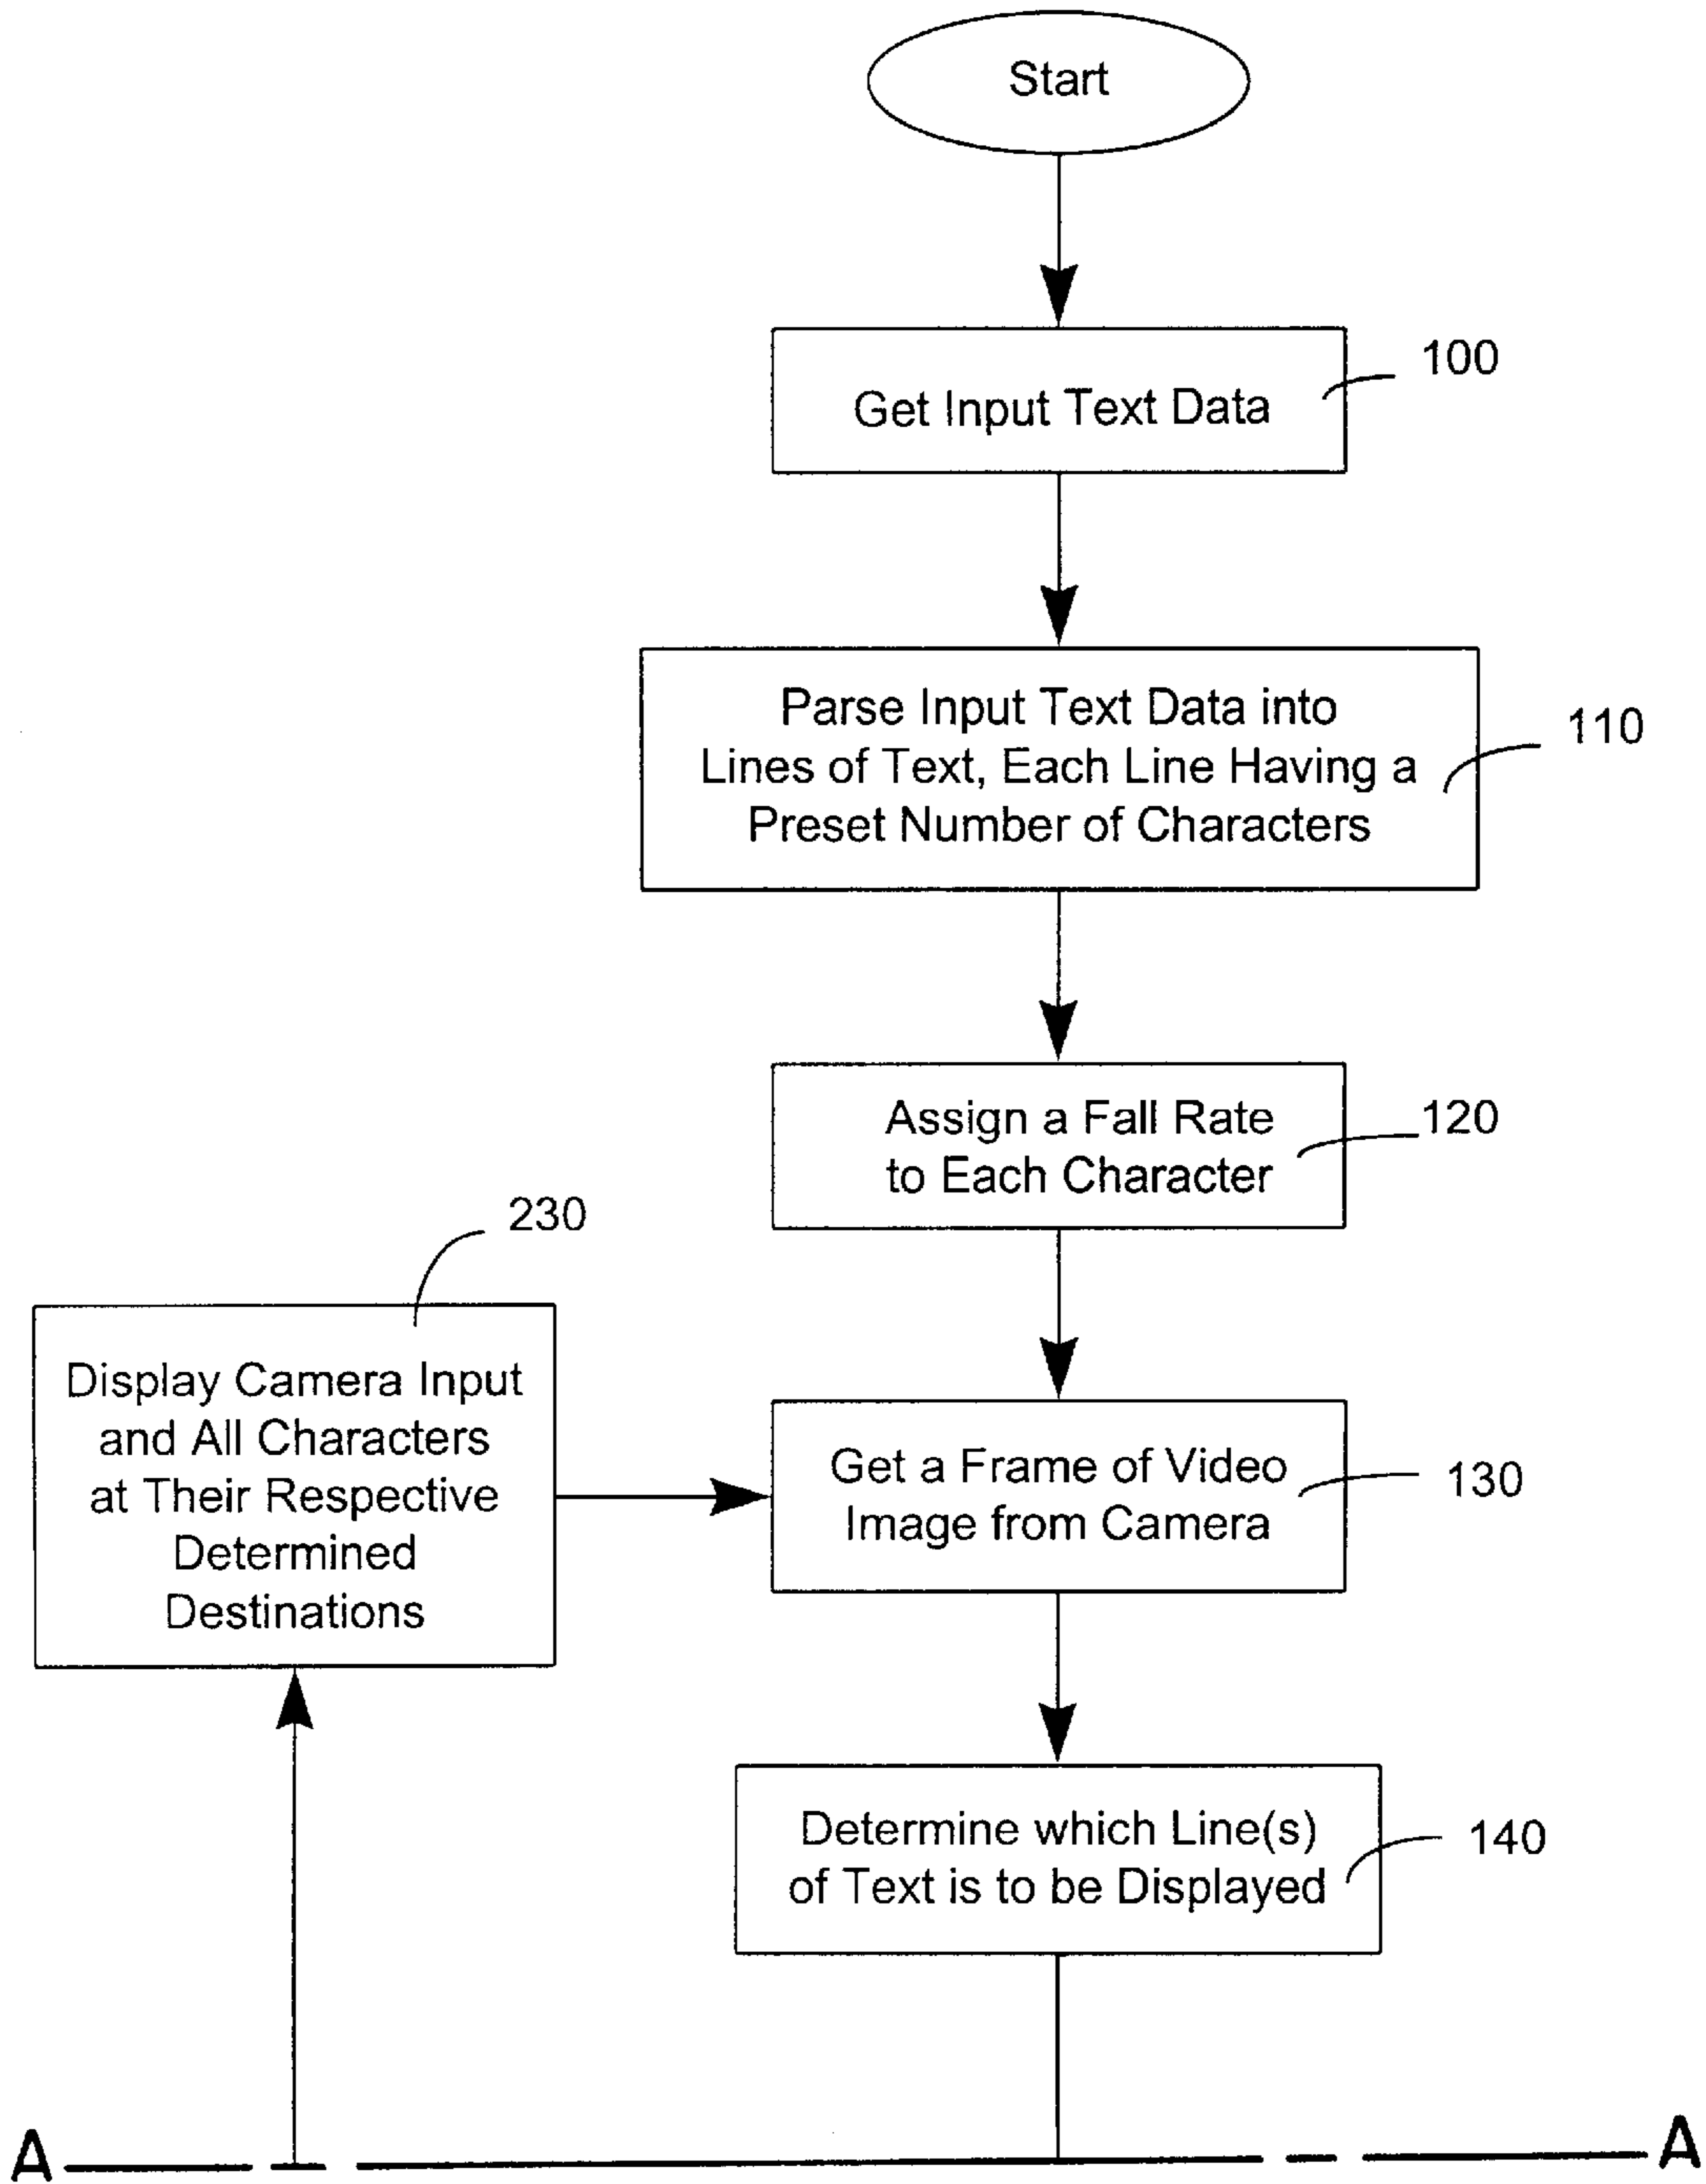 Start
100
Get Input Text Data
Parse Input Text Data into
Lines of Text, Each Line Having a
Preset Number of Characters
110
Assign a Fall Rate
to Each Character
120
230
Display Camera Input
and All Characters
at Their Respective
Determined
Destinations
Get a Frame of Video
Image from Camera
130
Determine which Line(s)
of Text is to be Displayed
140
A
A